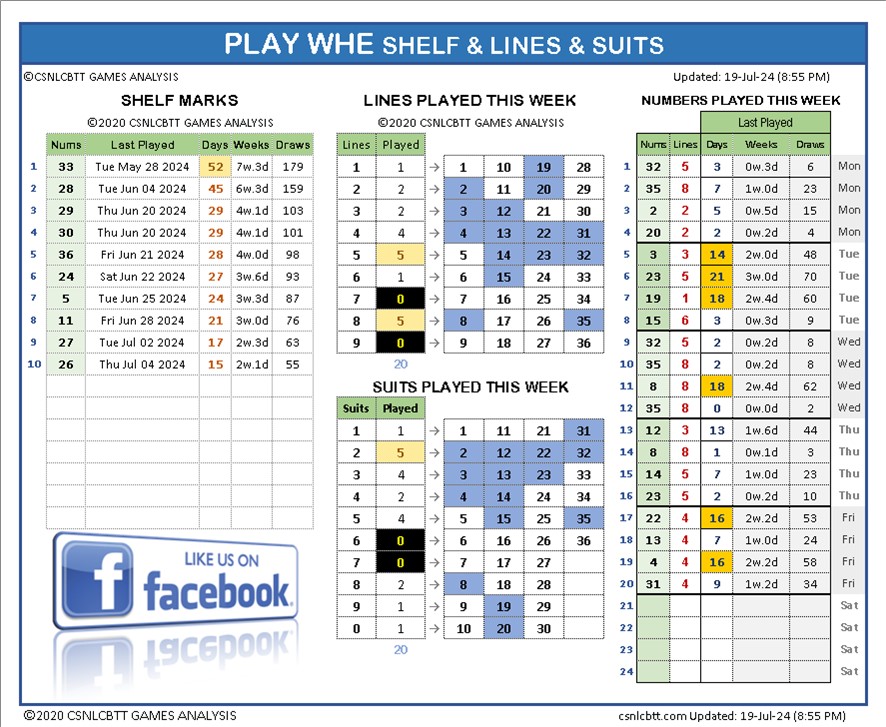 PLAY WHE SHELF & LINES & SUITS
©CSNLCBTT GAMES ANALYSIS
Updated: 19-Jul-24 (8:55 PM)
SHELF MARKS
©2020 CSNLCBTT GAMES ANALYSIS
Nums Last Played Days Weeks Draws
1 33 Tue May 28 2024 52 7w.3d 179
2 28 Tue Jun 04 2024 45 6w.3d 159
3 29 Thu Jun 20 2024 29 4w.1d 103
4 30 Thu Jun 20 2024 29 4w.1d 101
5 36 Fri Jun 21 2024 28 4w.0d 98
6 24 Sat Jun 22 2024 27 3w.6d 93
7 5 Tue Jun 25 2024 24 3w.3d 87
8 11 Fri Jun 28 2024 21 3w.0d 76
9 27 Tue Jul 02 2024 17 2w.3d 63
10 26 Thu Jul 04 2024 15 2w.1d 55
LIKE US ON
facebook.
LINES PLAYED THIS WEEK
©2020 CSNLCBTT GAMES ANALYSIS
Lines Played
1 1 → 1 10 19 28
2 2 → 2 11 20 29
3 2 → 3 12 21 30
4 4 → 4 13 22 31
5 5 → 5 14 23 32
6 1 → 6 15 24 33
7 0 → 7 16 25 34
8 5 → 8 17 26 35
9 0 → 9 18 27 36
20
SUITS PLAYED THIS WEEK
Suits Played
1 1 → 1 11 21 31
2 5 → 2 12 22 32
3 4 → 3 13 23 33
4 2 → 4 14 24 34
5 4 → 5 15 25 35
6 0 → 6 16 26 36
7 0 → 7 17 27
8 2 → 8 18 28
9 1 → 9 19 29
0 1 → 10 20 30
20
NUMBERS PLAYED THIS WEEK
Last Played
Nums Lines Days Weeks Draws
1 32 5 3 0w.3d 6 Mon
2 35 8 7 1w.0d 23 Mon
3 2 2 5 0w.5d 15 Mon
4 20 2 2 0w.2d 4 Mon
5 3 3 14 2w.0d 48 Tue
6 23 5 21 3w.0d 70 Tue
7 19 1 18 2w.4d 60 Tue
8 15 6 3 0w.3d 9 Tue
9 32 5 2 0w.2d 8 Wed
10 35 8 2 0w.2d 8 Wed
11 8 8 18 2w.4d 62 Wed
12 35 8 0 0w.0d 2 Wed
13 12 3 13 1w.6d 44 Thu
14 8 8 1 0w.1d 3 Thu
15 14 5 7 1w.0d 23 Thu
16 23 5 2 0w.2d 10 Thu
17 22 4 16 2w.2d 53 Fri
18 13 4 7 1w.0d 24 Fri
19 4 4 16 2w.2d 58 Fri
20 31 4 9 1w.2d 34 Fri
21 Sat
22 Sat
23 Sat
24 Sat
©2020 CSNLCBTT GAMES ANALYSIS
csnlcbtt.com Updated: 19-Jul-24 (8:55 PM)